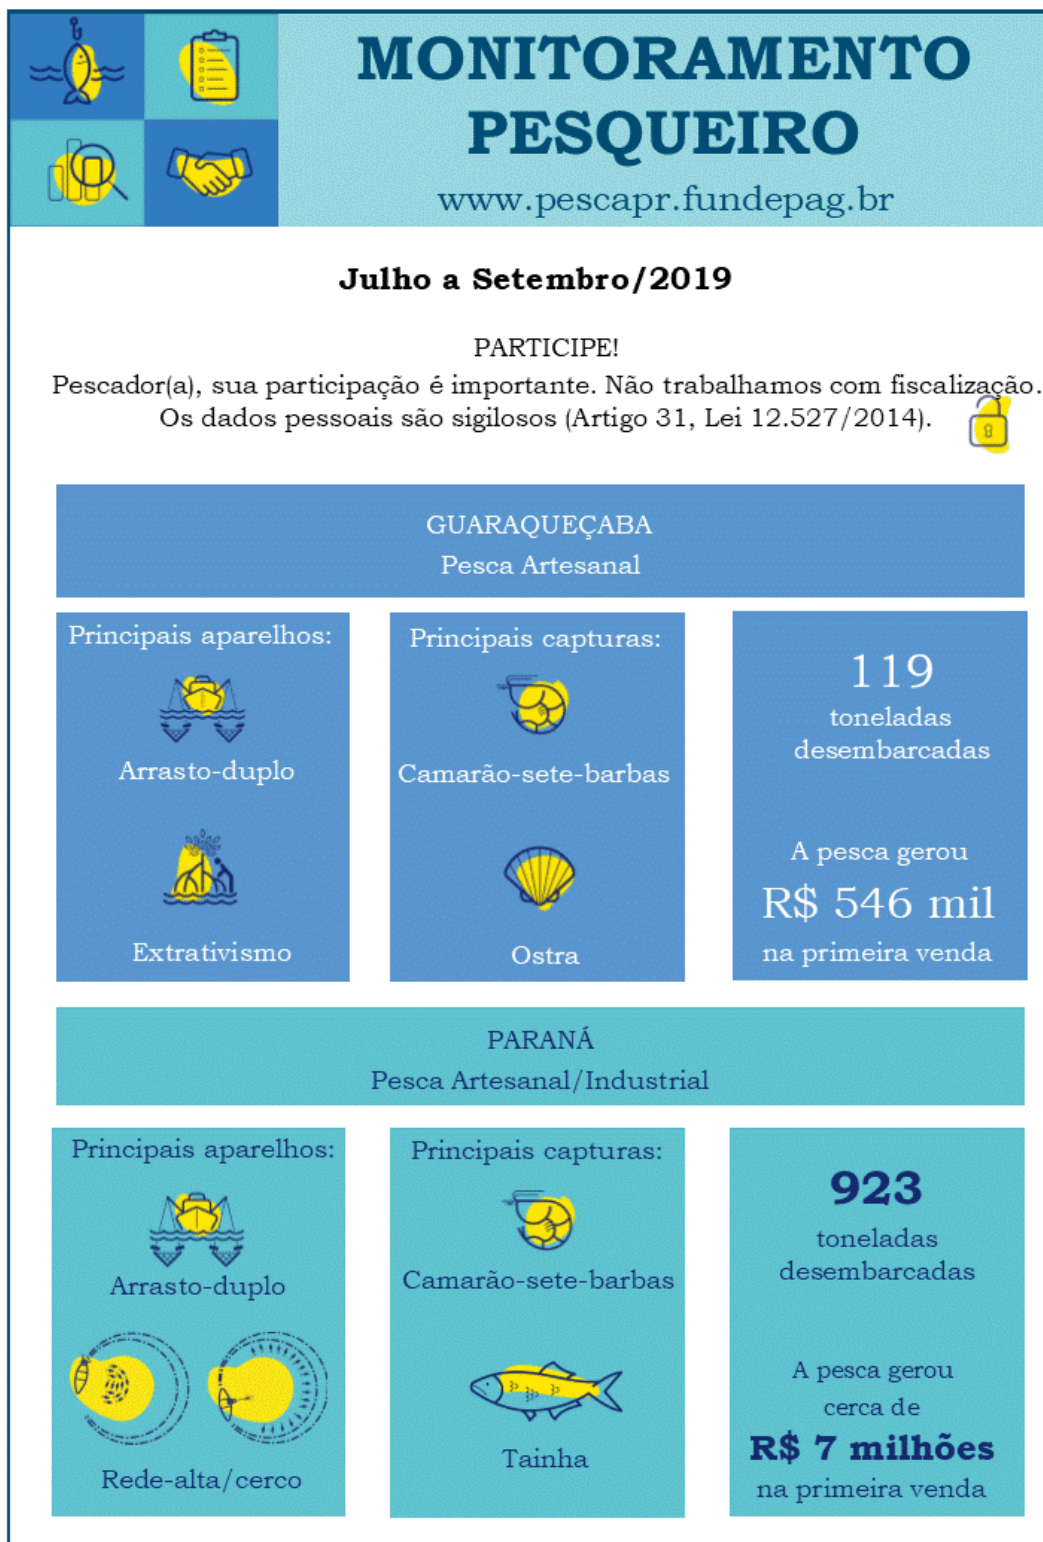 MONITORAMENTO
PESQUEIRO
www.pescapr.fundepag.br
Julho a Setembro/2019
PARTICIPE!
Pescador(a), sua participação é importante. Não trabalhamos com fiscalização.
Os dados pessoais são sigilosos (Artigo 31, Lei 12.527/2014).
GUARAQUEÇABA
Pesca Artesanal
Principais aparelhos:
Arrasto-duplo
Extrativismo
Principais capturas:
Camarão-sete-barbas
Ostra
119
toneladas
desembarcadas
A pesca gerou
R$ 546 mil
na primeira venda
PARANÁ
Pesca Artesanal/Industrial
Principais aparelhos:
Arrasto-duplo
Rede-alta/cerco
Principais capturas:
Camarão-sete-barbas
Tainha
923
toneladas
desembarcadas
A pesca gerou
cerca de
R$ 7 milhões
na primeira venda